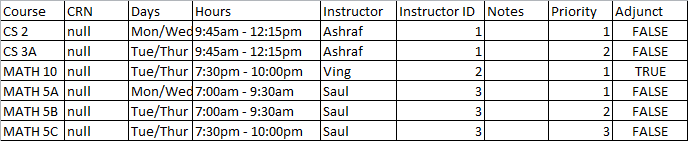 Course CRN Days Hours Instructor Instructor ID Notes Priority Adjunct
CS 2 null Mon/Wed 9:45am - 12:15pm Ashraf 1 1 FALSE
CS 3A null Tue/Thur 9:45am - 12:15pm Ashraf 1 2 FALSE
MATH 10 null Tue/Thur 7:30pm - 10:00pm Ving 2 1 TRUE
MATH 5A null Mon/Wed 7:00am - 9:30am Saul 3 1 FALSE
MATH 5B null Tue/Thur 7:00am - 9:30am Saul 3 2 FALSE
MATH 5C null Tue/Thur 7:30pm - 10:00pm Saul 3 3 FALSE